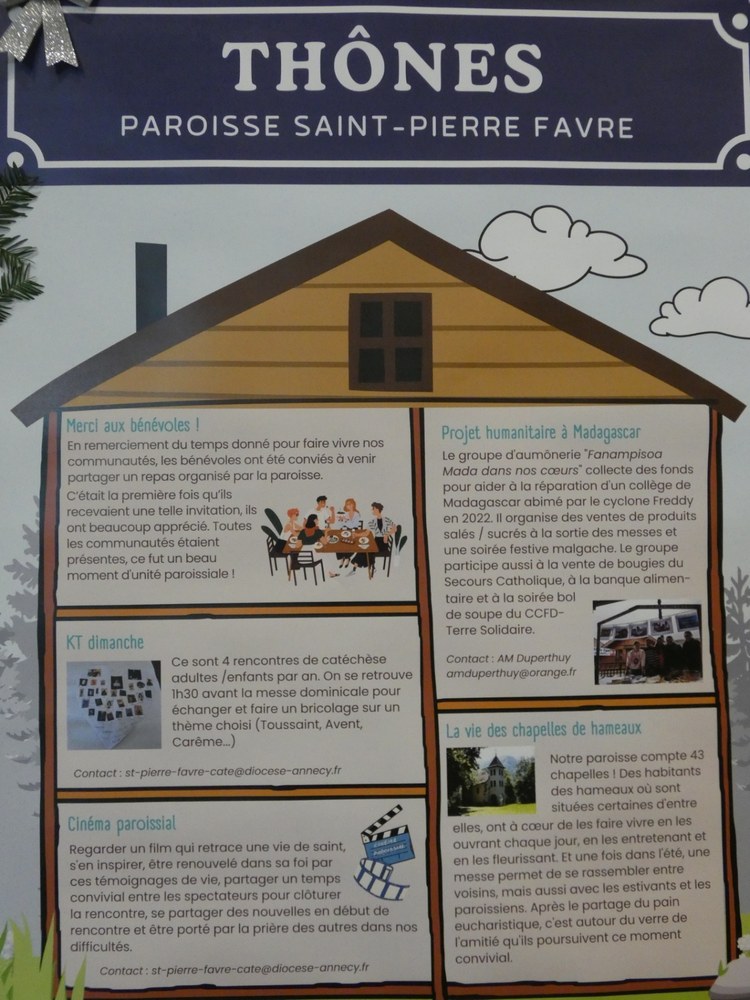 THÔNES
PAROISSE SAINT-PIERRE FAVRE
Merci aux bénévoles !
En remerciement du temps donné pour faire vivre nos
communautés, les bénévoles ont été conviés à venir
partager un repas organisé par la paroisse.
C'était la première fois qu'ils
recevaient une telle invitation, ils
ont beaucoup apprécié. Toutes
les communautés étaient
présentes, ce fut un beau
moment d'unité paroissiale !
KT dimanche
Ce sont 4 rencontres de catéchèse
adultes /enfants par an. On se retrouve
1h30 avant la messe dominicale pour
échanger et faire un bricolage sur un
thème choisi (Toussaint, Avent,
Carême...)
Contact : st-pierre-favre-cate@diocese-annecy.fr
Cinéma paroissial
Regarder un film qui retrace une vie de saint,
s'en inspirer, être renouvelé dans sa foi par
ces témoignages de vie, partager un temps
convivial entre les spectateurs pour clôturer
la rencontre, se partager des nouvelles en début de
rencontre et être porté par la prière des autres dans nos
difficultés.
Contact : st-pierre-favre-cate@diocese-annecy.fr
Projet humanitaire à Madagascar
Le groupe d'aumônerie "Fanampisoa
Mada dans nos cœurs" collecte des fonds
pour aider à la réparation d'un collège de
Madagascar abimé par le cyclone Freddy
en 2022. Il organise des ventes de produits
salés / sucrés à la sortie des messes et
une soirée festive malgache. Le groupe
participe aussi à la vente de bougies du
Secours Catholique, à la banque alimen-
taire et à la soirée bol
de soupe du CCFD-
Terre Solidaire.
Contact : AM Duperthuy
amduperthuy@orange.fr
La vie des chapelles de hameaux
Notre paroisse compte 43
chapelles ! Des habitants
des hameaux où sont
situées certaines d'entre
elles, ont à cœur de les faire vivre en les
ouvrant chaque jour, en les entretenant et
en les fleurissant. Et une fois dans l'été, une
messe permet de se rassembler entre
voisins, mais aussi avec les estivants et les
paroissiens. Après le partage du pain
eucharistique, c'est autour du verre de
l'amitié qu'ils poursuivent ce moment
convivial.